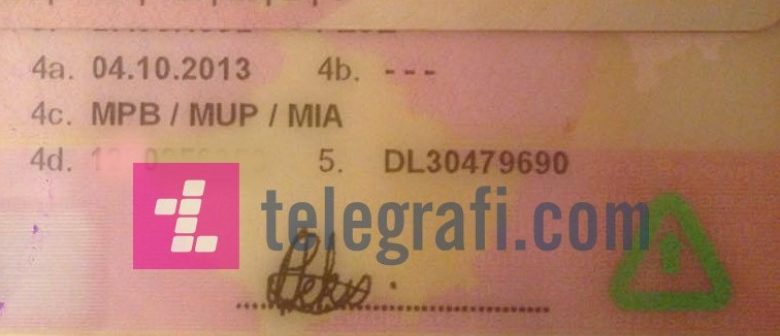 4a. 04.10.2013 4b. ---
4c. MPB / MUP / MIA
4d. 5. DL30479690
telegrafi.com